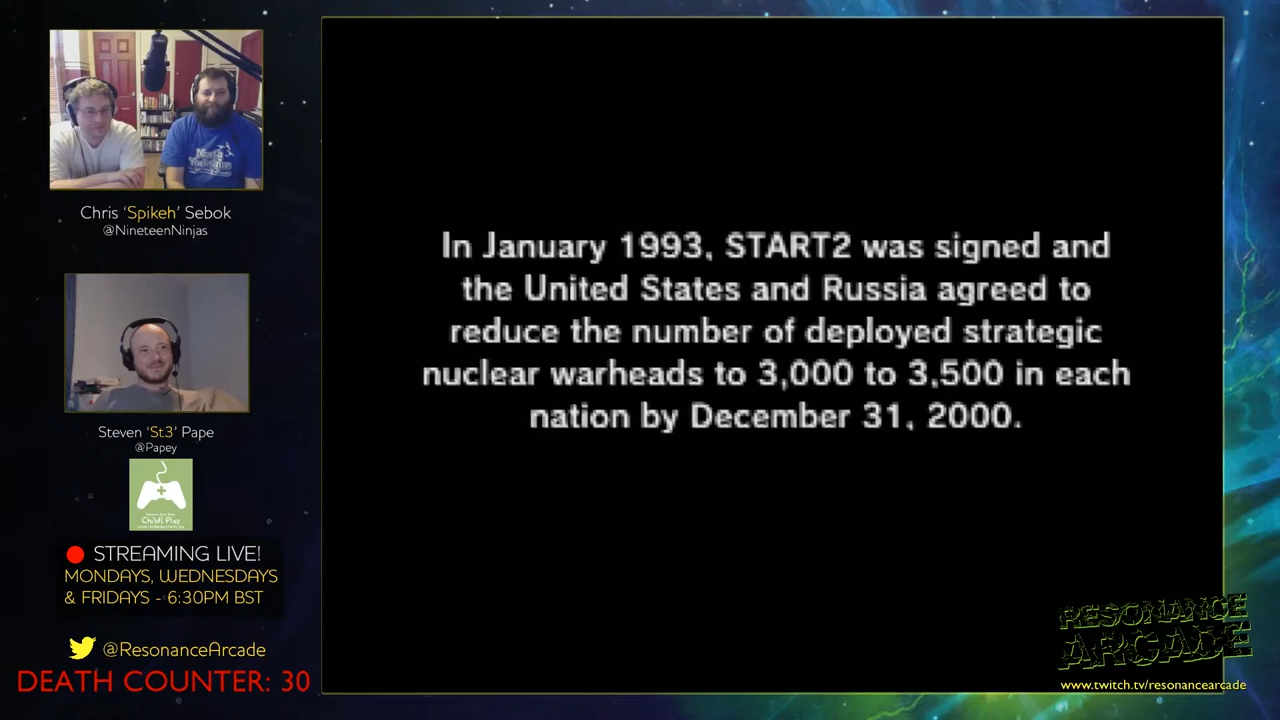 Chris 'Spikeh' Sebok
@NineteenNinjas
Steven 'St3' Pape
@Papey
Child's Play
STREAMING LIVE!
MONDAYS, WEDNESDAYS
& FRIDAYS - 6:30PM BST
@ResonanceArcade
DEATH COUNTER: 30
In January 1993, START2 was signed and
the United States and Russia agreed to
reduce the number of deployed strategic
nuclear warheads to 3,000 to 3,500 in each
nation by December 31, 2000.
RESONANCE
ARCADE
www.twitch.tv/resonancearcade